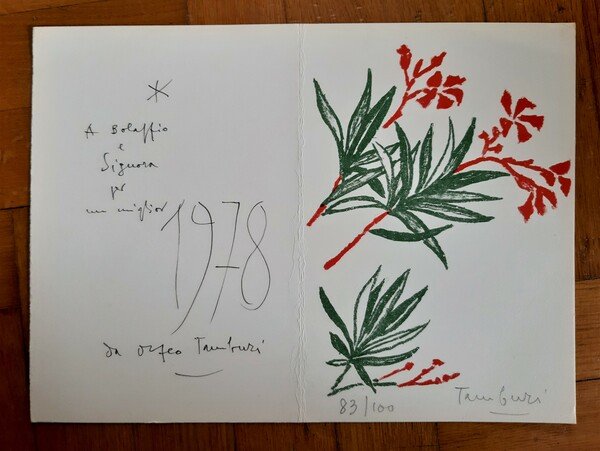 A Bolaffio
e
Signora
per
un miglior
1978
da Orfeo Tamburi
83/100
Tamburi